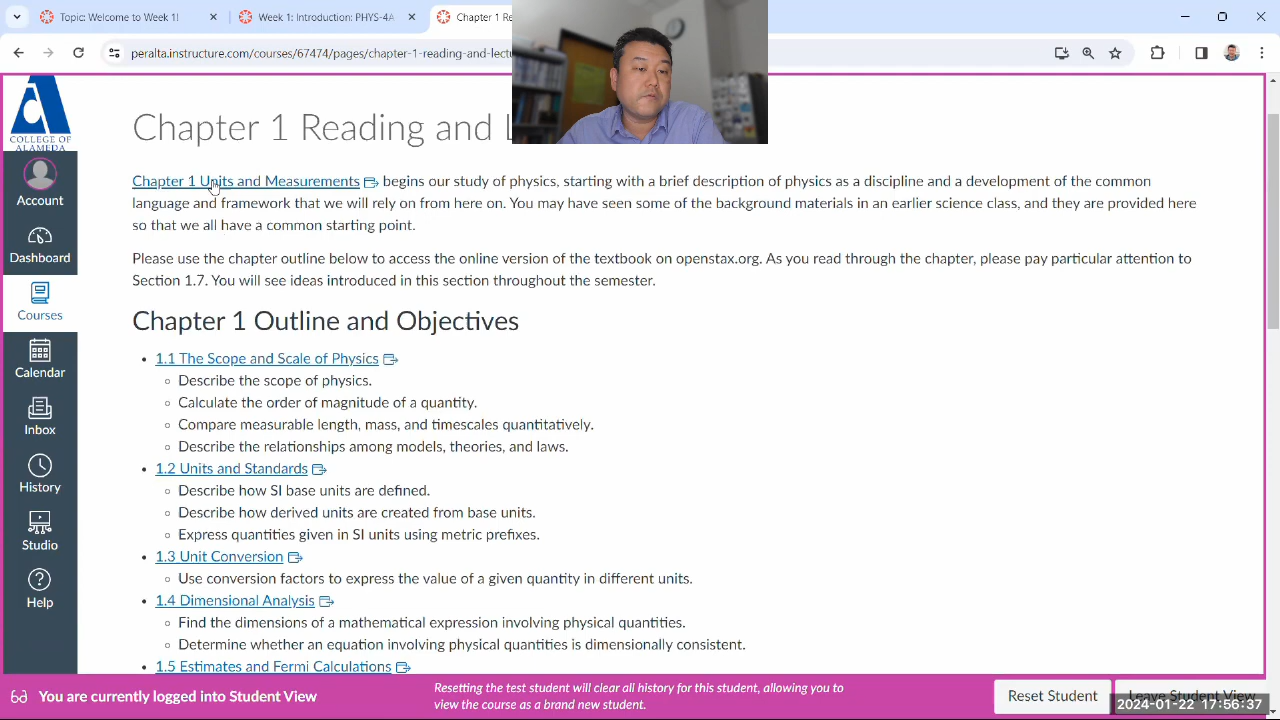 peralta.instructure.com/courses/67474/pages/chapter-1-reading-and-lectu
COLLEGE OF
ALAMEDA
Account
Dashboard
Courses
Calendar
Inbox
History
Studio
Help
Chapter 1 Reading and
Chapter 1 Units and Measurements begins our study of physics, starting with a brief description of physics as a discipline and a development of the common
language and framework that we will rely on from here on. You may have seen some of the background materials in an earlier science class, and they are provided here
so that we all have a common starting point.
Please use the chapter outline below to access the online version of the textbook on openstax.org. As you read through the chapter, please pay particular attention to
Section 1.7. You will see ideas introduced in this section throughout the semester.
Chapter 1 Outline and Objectives
• 1.1 The Scope and Scale of Physics
◦ Describe the scope of physics.
◦ Calculate the order of magnitude of a quantity.
◦ Compare measurable length, mass, and timescales quantitatively.
◦ Describe the relationships among models, theories, and laws.
• 1.2 Units and Standards
◦ Describe how SI base units are defined.
◦ Describe how derived units are created from base units.
◦ Express quantities given in SI units using metric prefixes.
• 1.3 Unit Conversion
◦ Use conversion factors to express the value of a given quantity in different units.
• 1.4 Dimensional Analysis
◦ Find the dimensions of a mathematical expression involving physical quantities.
◦ Determine whether an equation involving physical quantities is dimensionally consistent.
• 1.5 Estimates and Fermi Calculations
You are currently logged into Student View
Resetting the test student will clear all history for this student, allowing you to
view the course as a brand new student.
Reset Student
Leave Student View
2024-01-22 17:56:37